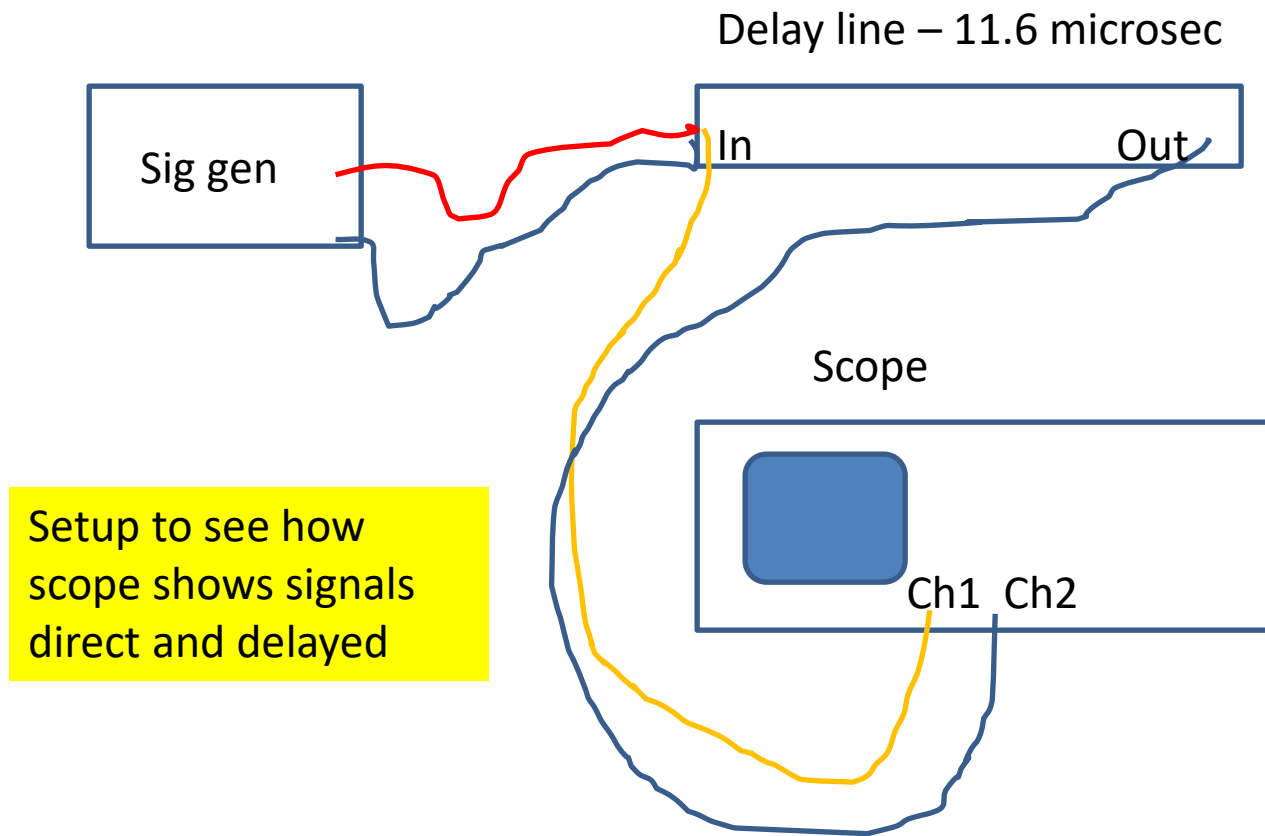 Delay line – 11.6 microsec
Sig gen
In
Out
Scope
Setup to see how
scope shows signals
direct and delayed
Ch1 Ch2